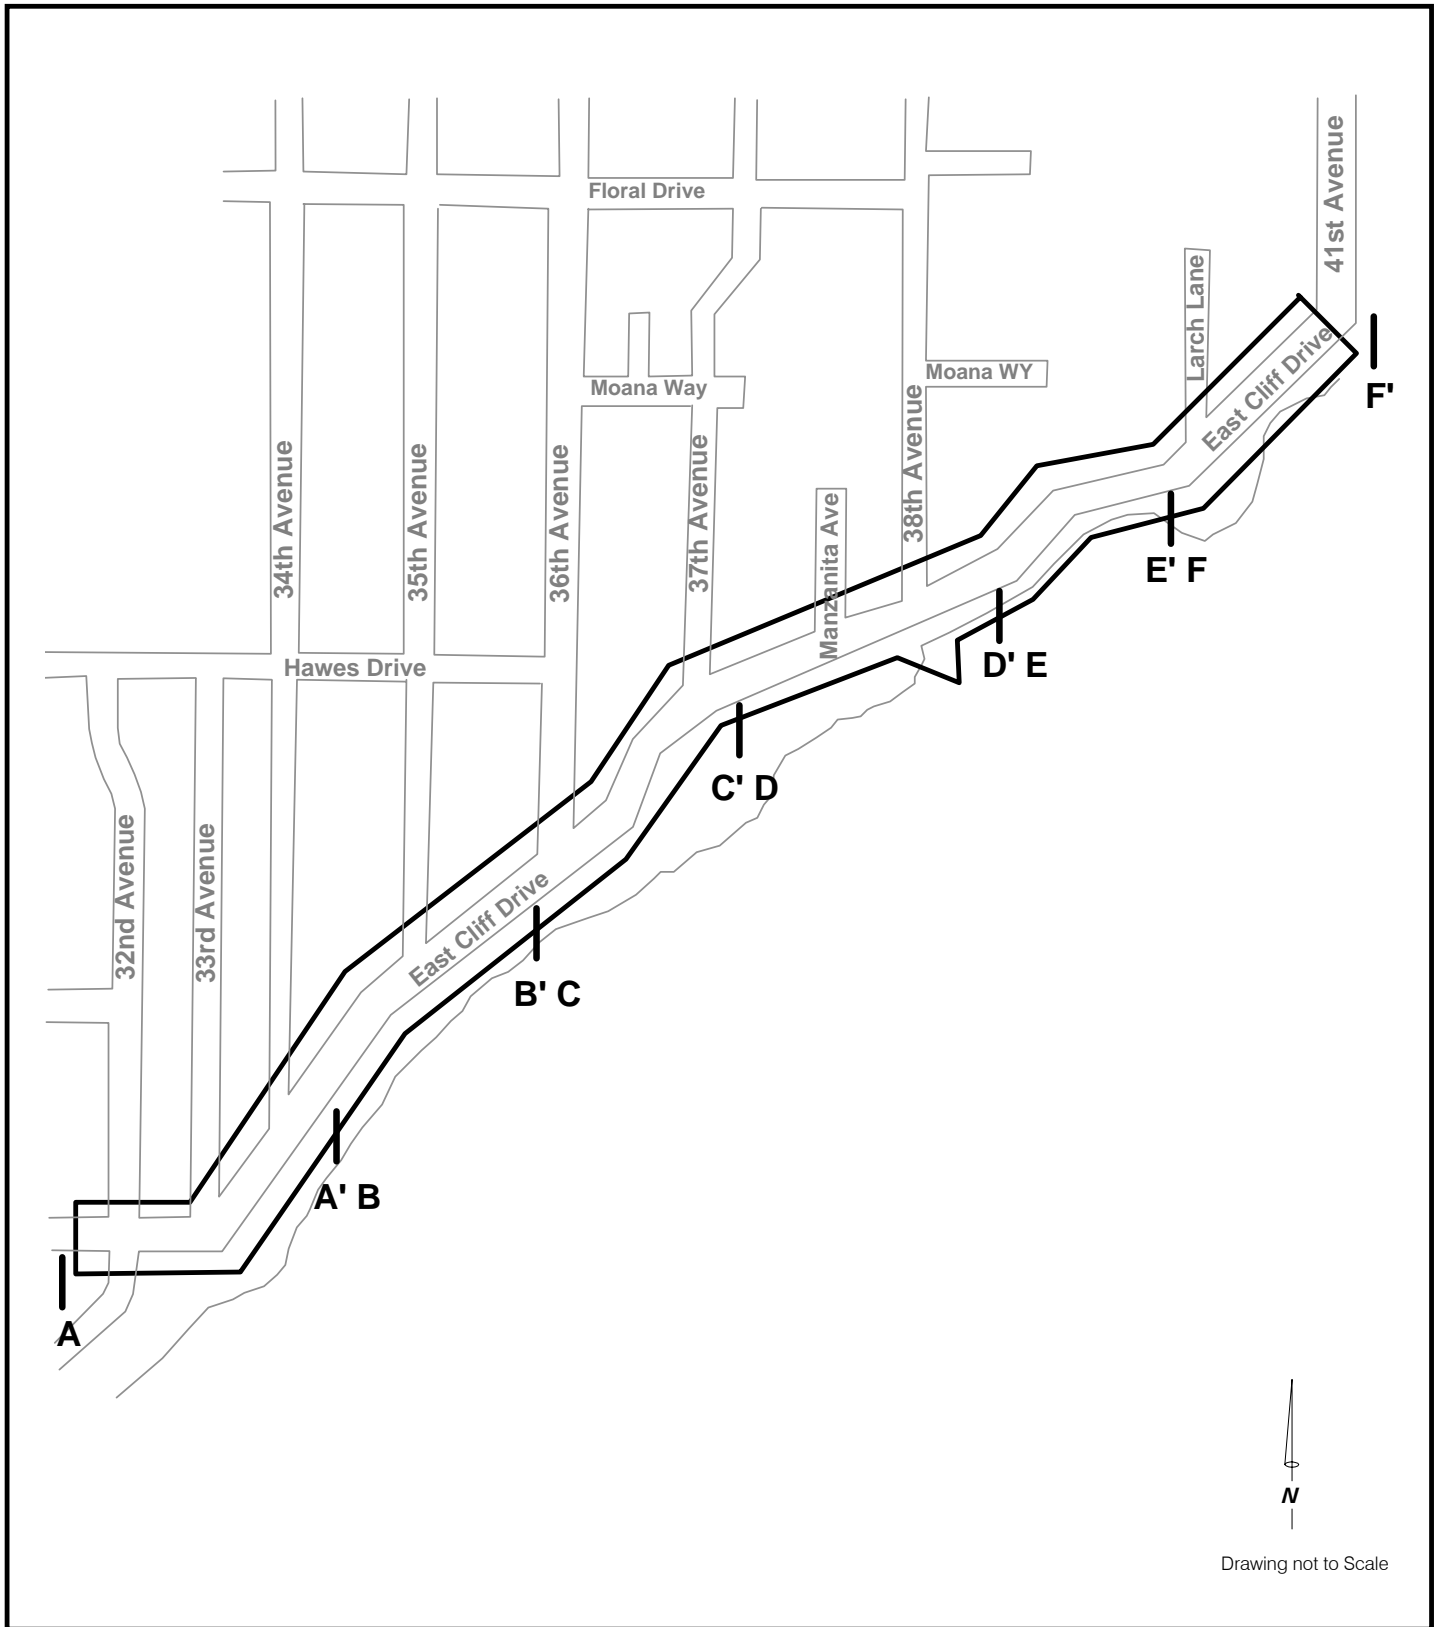 41st Avenue
Floral Drive
Larch Lane
East Cliff Drive
F'
Moana WY
Moana Way
34th Avenue
35th Avenue
36th Avenue
37th Avenue
38th Avenue
Manzanita Ave
E' F
D' E
Hawes Drive
C' D
32nd Avenue
33rd Avenue
East Cliff Drive
B' C
A' B
A
N
Drawing not to Scale